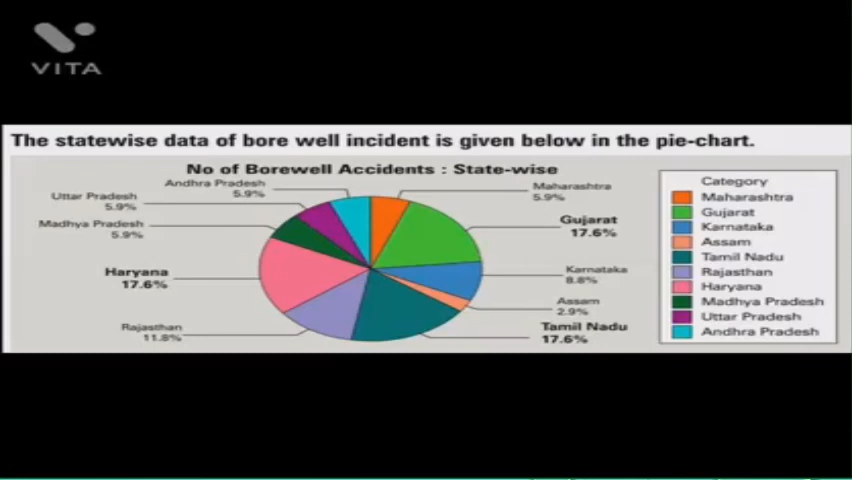 VITA
The statewise data of bore well incident is given below in the pie-chart.
No of Borewell Accidents : State-wise
Andhra Pradesh
5.9%
Maharashtra
5.9%
Uttar Pradesh
5.9%
Gujarat
17.6%
Madhya Pradesh
5.9%
Haryana
17.6%
Karnataka
8.8%
Assam
2.9%
Rajasthan
11.8%
Tamil Nadu
17.6%
Category
Maharashtra
Gujarat
Karnataka
Assam
Tamil Nadu
Rajasthan
Haryana
Madhya Pradesh
Uttar Pradesh
Andhra Pradesh